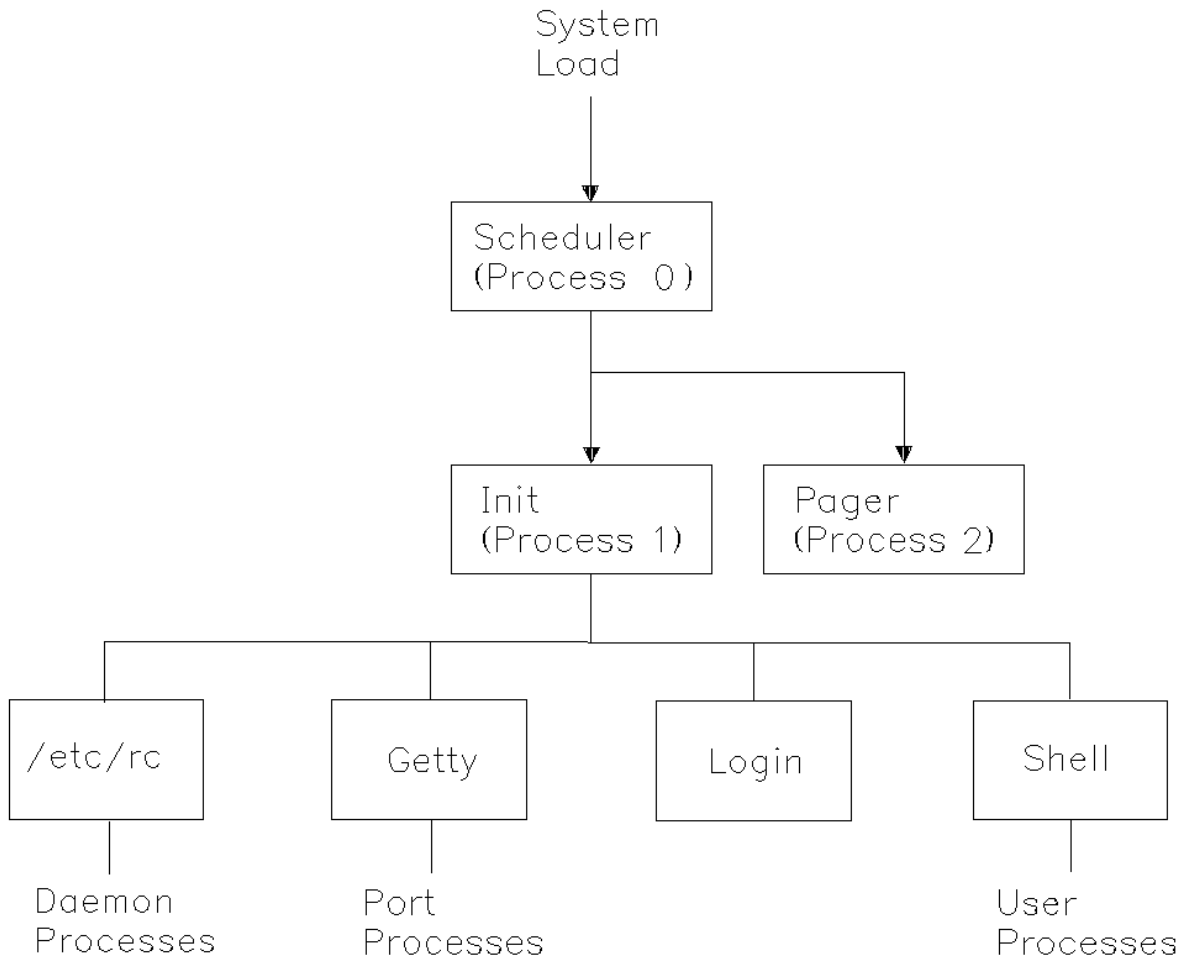 System
Load
Scheduler
(Process 0)
Init
(Process 1)
Pager
(Process 2)
/etc/rc
Getty
Login
Shell
Daemon
Processes
Port
Processes
User
Processes